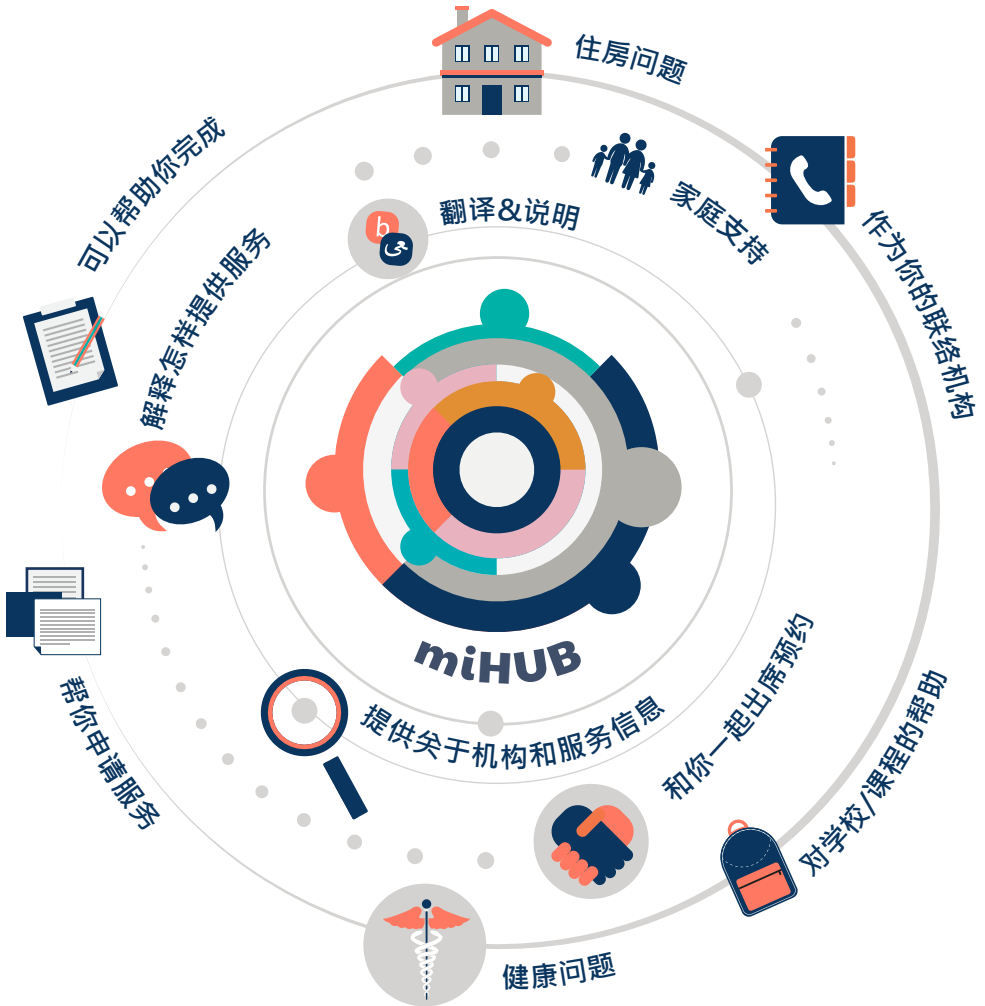 住房问题
家庭支持
作为你的联络机构
可以帮助你完成
翻译&说明
解释怎样提供服务
b
miHUB
提供关于机构和服务信息
和你一起出席预约
对学校/课程的帮助
帮你申请服务
健康问题